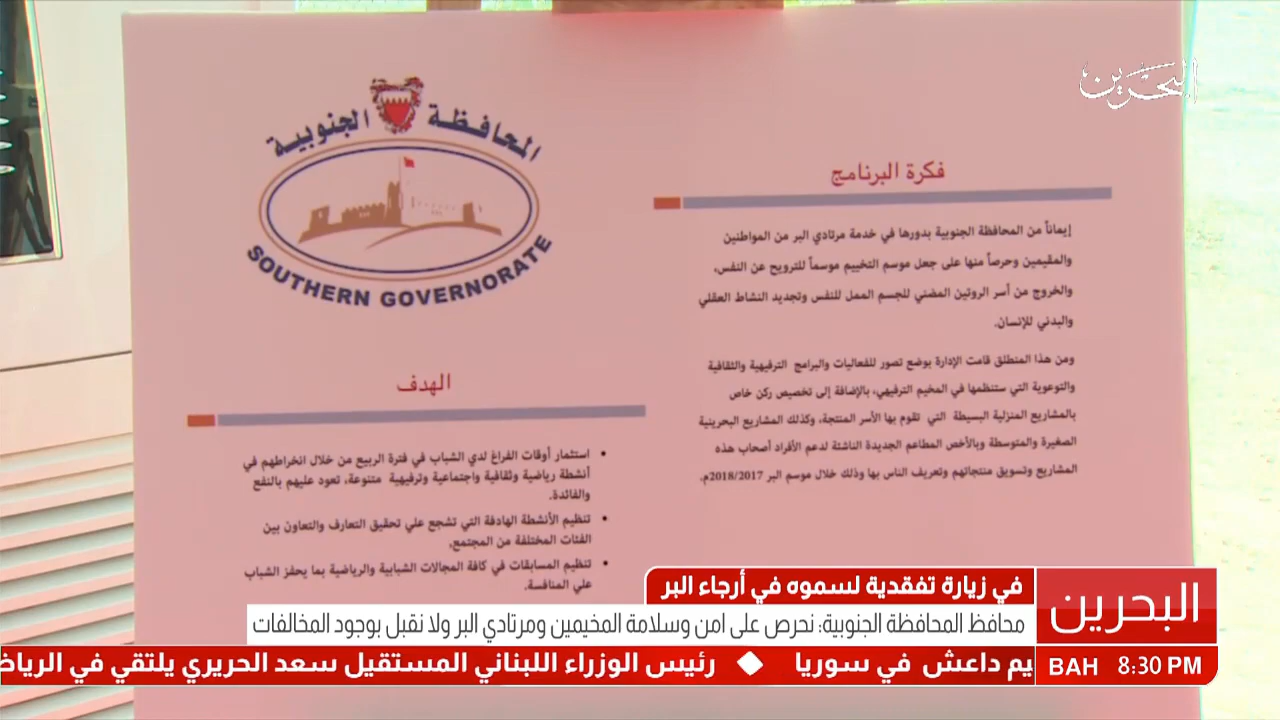 البحرين
المحافظة الجنوبية
SOUTHERN GOVERNORATE
فكرة البرنامج
إيماناً من المحافظة الجنوبية بدورها في خدمة مرتادي البر من المواطنين
والمقيمين وحرصاً منها على جعل موسم التخييم موسماً للترويح عن النفس،
والخروج من أسر الروتين المضني للجسم الممل للنفس وتجديد النشاط العقلي
والبدني للإنسان.
ومن هذا المنطلق قامت الإدارة بوضع تصور للفعاليات والبرامج الترفيهية والثقافية
والتوعوية التي ستنظمها في المخيم الترفيهي، بالإضافة إلى تخصيص ركن خاص
بالمشاريع المنزلية البسيطة التي تقوم بها الأسر المنتجة، وكذلك المشاريع البحرينية
الصغيرة والمتوسطة وبالأخص المطاعم الجديدة الناشئة لدعم الأفراد أصحاب هذه
المشاريع وتسويق منتجاتهم وتعريف الناس بها وذلك خلال موسم البر 2018/2017م.
الهدف
• استثمار أوقات الفراغ لدي الشباب في فترة الربيع من خلال انخراطهم في
أنشطة رياضية وثقافية واجتماعية وترفيهية متنوعة، تعود عليهم بالنفع
والفائدة.
• تنظيم الأنشطة الهادفة التي تشجع علي تحقيق التعارف والتعاون بين
الفئات المختلفة من المجتمع.
• تنظيم المسابقات في كافة المجالات الشبابية والرياضية بما يحفز الشباب
علي المنافسة.
في زيارة تفقدية لسموه في أرجاء البر
البحرين
محافظ المحافظة الجنوبية: نحرص على امن وسلامة المخيمين ومرتادي البر ولا نقبل بوجود المخالفات
BAH 8:30 PM
يم داعش في سوريا ◆ رئيس الوزراء اللبناني المستقيل سعد الحريري يلتقي في الرياض